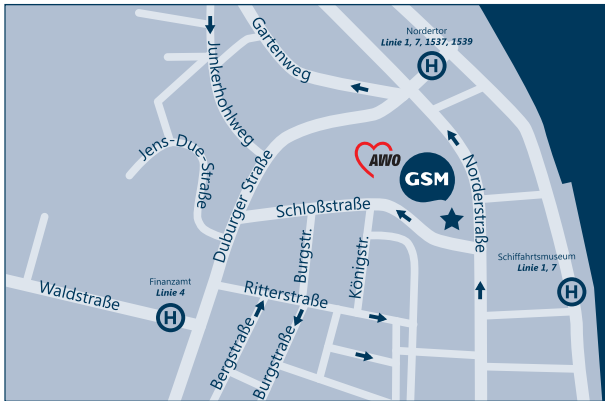 Nordertor
Linie 1, 7, 1537, 1539
H
Gartenweg
Junkerhohlweg
Jens-Due-Straße
AWO
GSM
Duburger Straße
Schloßstraße
Norderstraße
Burgstr.
Königstr.
Schiffahrtsmuseum
Linie 1, 7
H
Finanzamt
Linie 4
H
Waldstraße
Ritterstraße
Bergstraße
Burgstraße